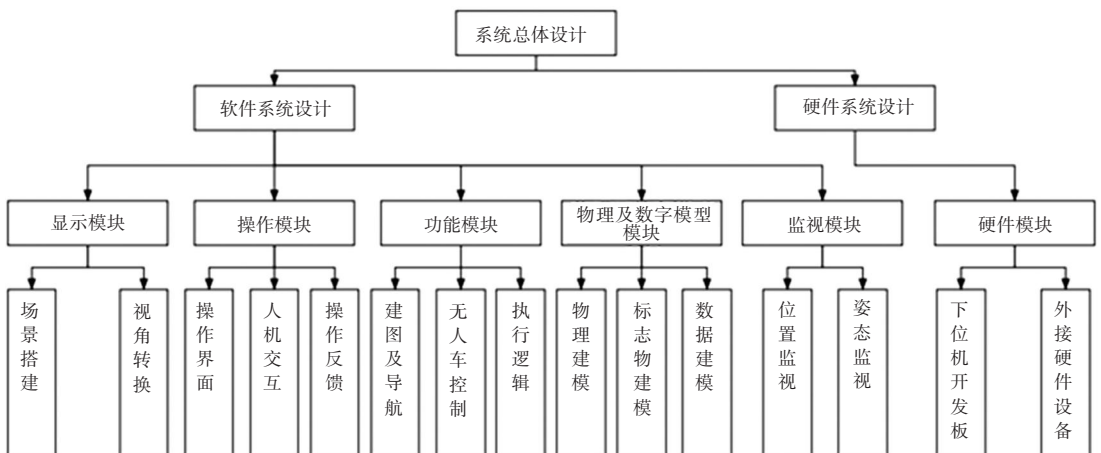 系统总体设计
软件系统设计
硬件系统设计
显示模块
操作模块
功能模块
物理及数字模型
模块
监视模块
硬件模块
场景搭建
视角转换
操作界面
人机交互
操作反馈
建图及导航
无人车控制
执行逻辑
物理建模
标志物建模
数据建模
位置监视
姿态监视
下位机开发板
外接硬件设备